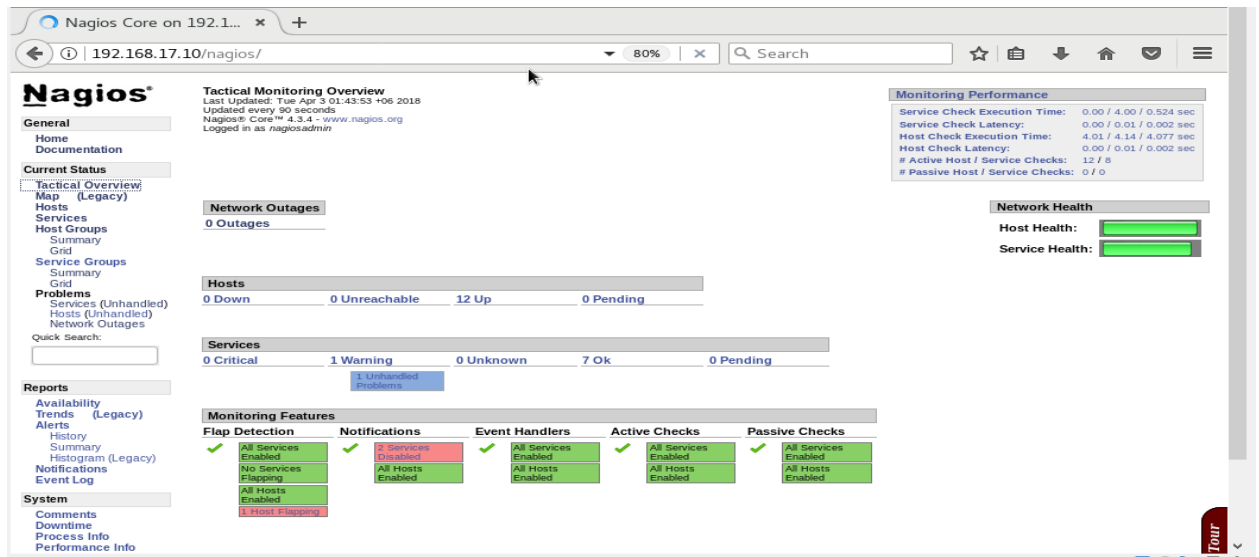 Nagios Core on 192.1... ×
192.168.17.10/nagios/ 80% Search
Nagios®
General
Home
Documentation
Current Status
Tactical Overview
Map (Legacy)
Hosts
Services
Host Groups
Summary
Grid
Service Groups
Summary
Grid
Problems
Services (Unhandled)
Hosts (Unhandled)
Network Outages
Quick Search:
Reports
Availability
Trends (Legacy)
Alerts
History
Summary
Histogram (Legacy)
Notifications
Event Log
System
Comments
Downtime
Process Info
Performance Info
Tactical Monitoring Overview
Last Updated: Tue Apr 3 01:43:53 +06 2018
Updated every 90 seconds
Nagios® Core™ 4.3.4 - www.nagios.org
Logged in as nagiosadmin
Monitoring Performance
Service Check Execution Time: 0.00 / 4.00 / 0.524 sec
Service Check Latency: 0.00 / 0.01 / 0.002 sec
Host Check Execution Time: 4.01 / 4.14 / 4.077 sec
Host Check Latency: 0.00 / 0.01 / 0.002 sec
# Active Host / Service Checks: 12 / 8
# Passive Host / Service Checks: 0 / 0
Network Outages
0 Outages
Network Health
Host Health:
Service Health:
Hosts
0 Down 0 Unreachable 12 Up 0 Pending
Services
0 Critical 1 Warning 0 Unknown 7 Ok 0 Pending
1 Unhandled
Problems
Monitoring Features
Flap Detection Notifications Event Handlers Active Checks Passive Checks
All Services Enabled 2 Services Disabled All Services Enabled All Services Enabled All Services Enabled
No Services Flapping All Hosts Enabled All Hosts Enabled All Hosts Enabled All Hosts Enabled
All Hosts Enabled
1 Host Flapping
Tour